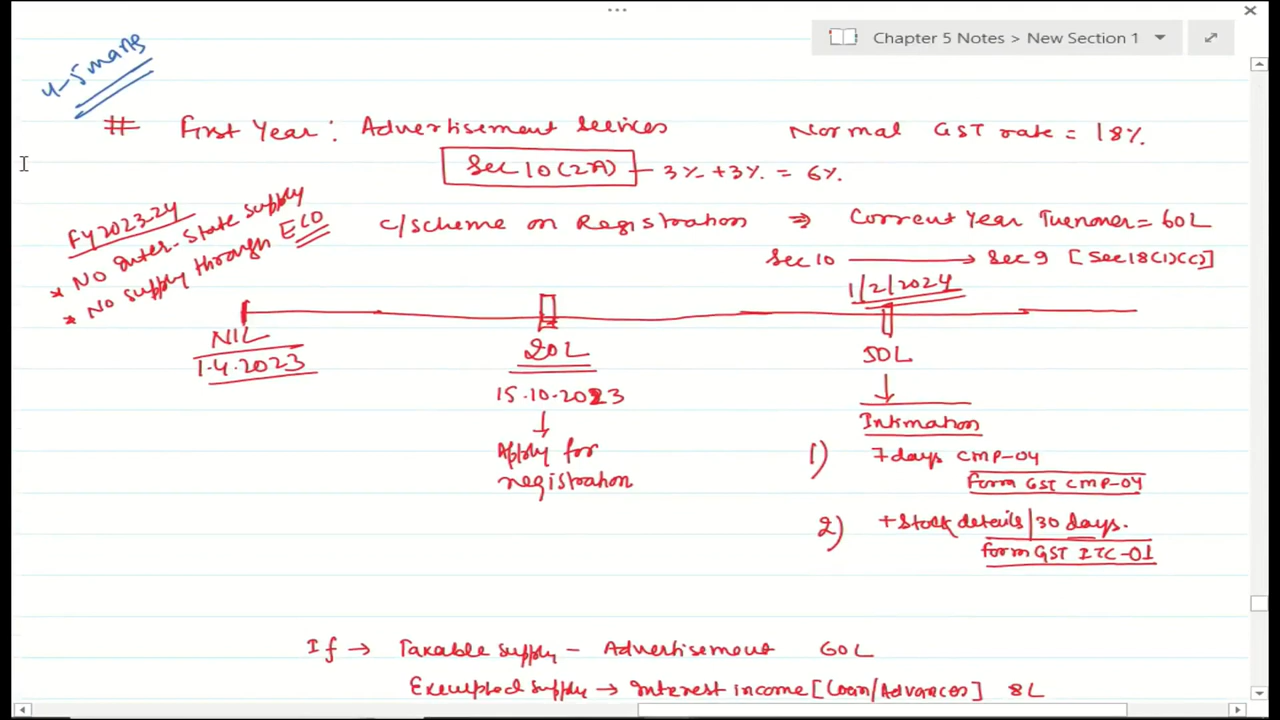 Chapter 5 Notes > New Section 1
4-5 marks
# First Year: Advertisement Services Normal GST rate = 18%.
Sec 10 (2A) - 3% + 3% = 6%.
FY 2023-24
* No Inter-State supply
* No supply through ECO
c/scheme on Registration ⇒ Current Year Turnover = 60L
Sec 10 → Sec 9 [Sec 18(1)(c)]
1/2/2024
NIL
1.4.2023
20L
15.10.2023
↓
Apply for
registration
50L
↓
Intimation
1) 7 days CMP-04
form GST CMP-04
2) + Stock details | 30 days.
form GST ITC-01
If → Taxable supply - Advertisement 60L
Exempted supply → Interest income [Loan/Advances] 8L